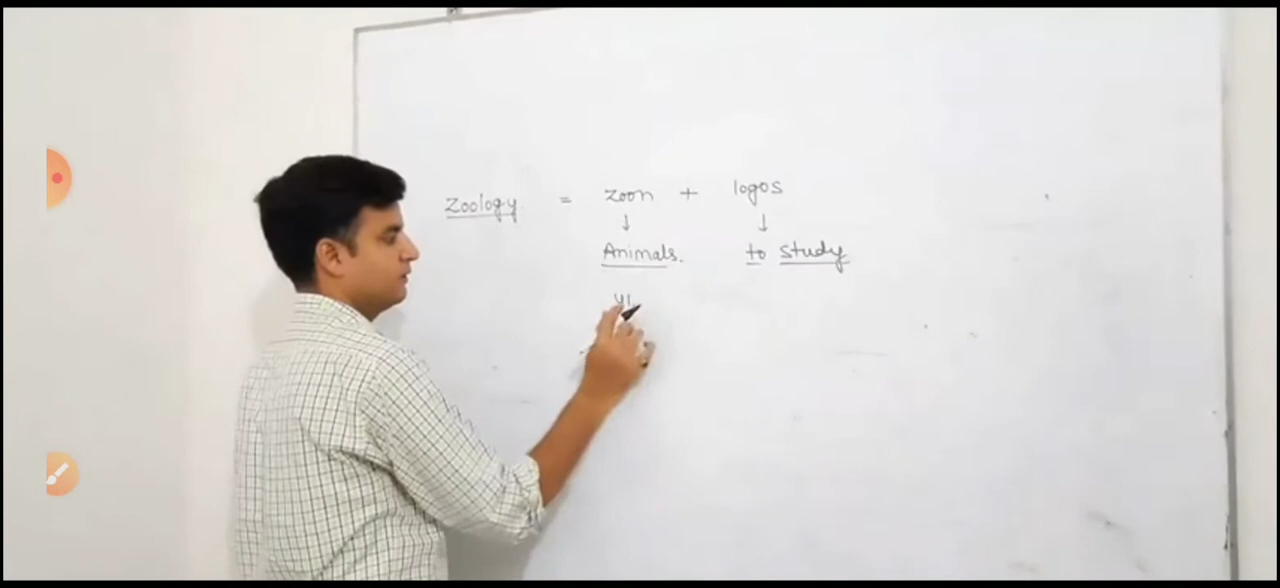 Zoology = zoon + logos
↓ ↓
Animals. to study